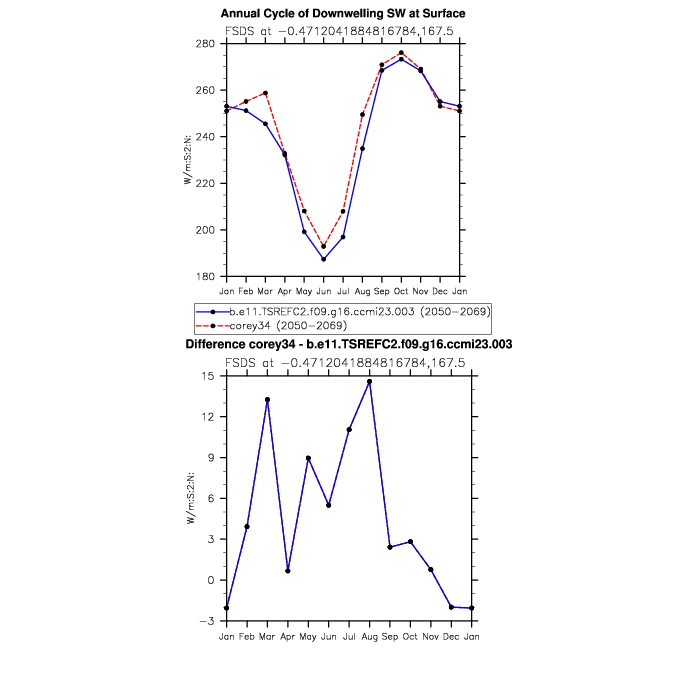 Annual Cycle of Downwelling SW at Surface
FSDS at -0.4712041884816784,167.5
280
260
240
220
200
180
W/m:S:2:N:
Jan Feb Mar Apr May Jun Jul Aug Sep Oct Nov Dec Jan
b.e11.TSREFC2.f09.g16.ccmi23.003 (2050-2069)
corey34 (2050-2069)
Difference corey34 - b.e11.TSREFC2.f09.g16.ccmi23.003
FSDS at -0.4712041884816784,167.5
15
12
9
6
3
0
-3
W/m:S:2:N:
Jan Feb Mar Apr May Jun Jul Aug Sep Oct Nov Dec Jan